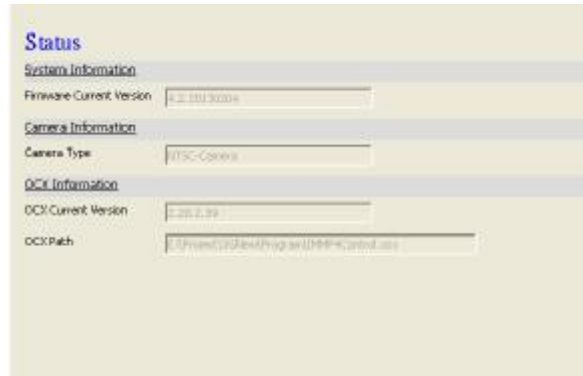 Status
System Information
Firmware Current Version
Camera Information
Camera Type NTSC-Camera
OCX Information
OCX Current Version
OCX Path